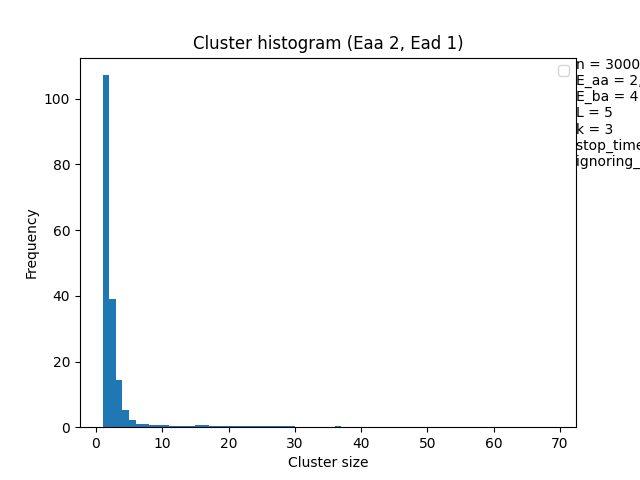 Cluster histogram (Eaa 2, Ead 1)
n = 3000
E_aa = 2,
E_ba = 4
L = 5
k = 3
stop_time
ignoring_
Frequency
100
80
60
40
20
0
0 10 20 30 40 50 60 70
Cluster size